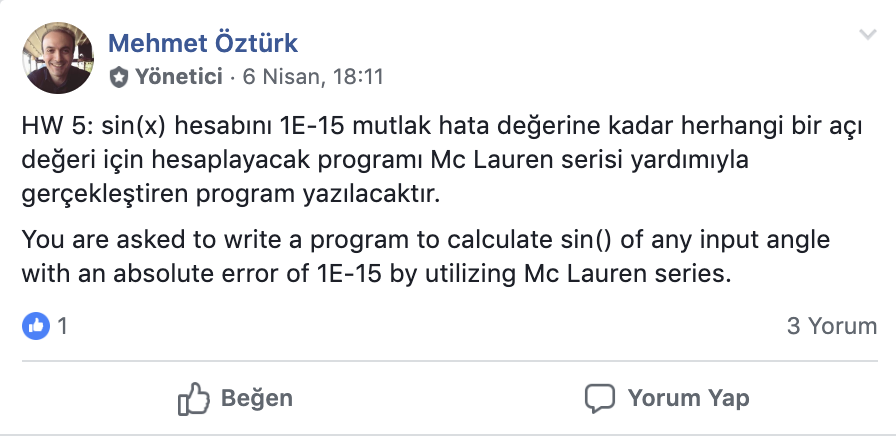 Mehmet Öztürk
Yönetici · 6 Nisan, 18:11
HW 5: sin(x) hesabını 1E-15 mutlak hata değerine kadar herhangi bir açı
değeri için hesaplayacak programı Mc Lauren serisi yardımıyla
gerçekleştiren program yazılacaktır.
You are asked to write a program to calculate sin() of any input angle
with an absolute error of 1E-15 by utilizing Mc Lauren series.
1 3 Yorum
Beğen Yorum Yap